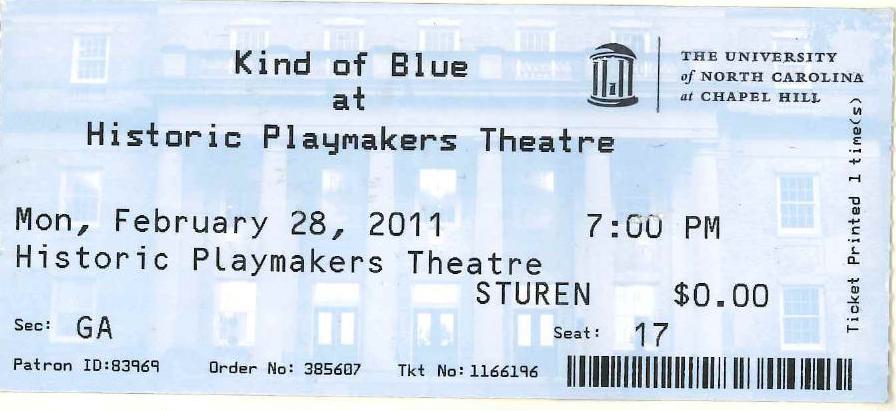 Kind of Blue
at
Historic Playmakers Theatre
THE UNIVERSITY
of NORTH CAROLINA
at CHAPEL HILL
Mon, February 28, 2011 7:00 PM
Historic Playmakers Theatre
STUREN $0.00
Sec: GA Seat: 17
Patron ID:83969 Order No: 385607 Tkt No:1166196
Ticket Printed 1 time(s)